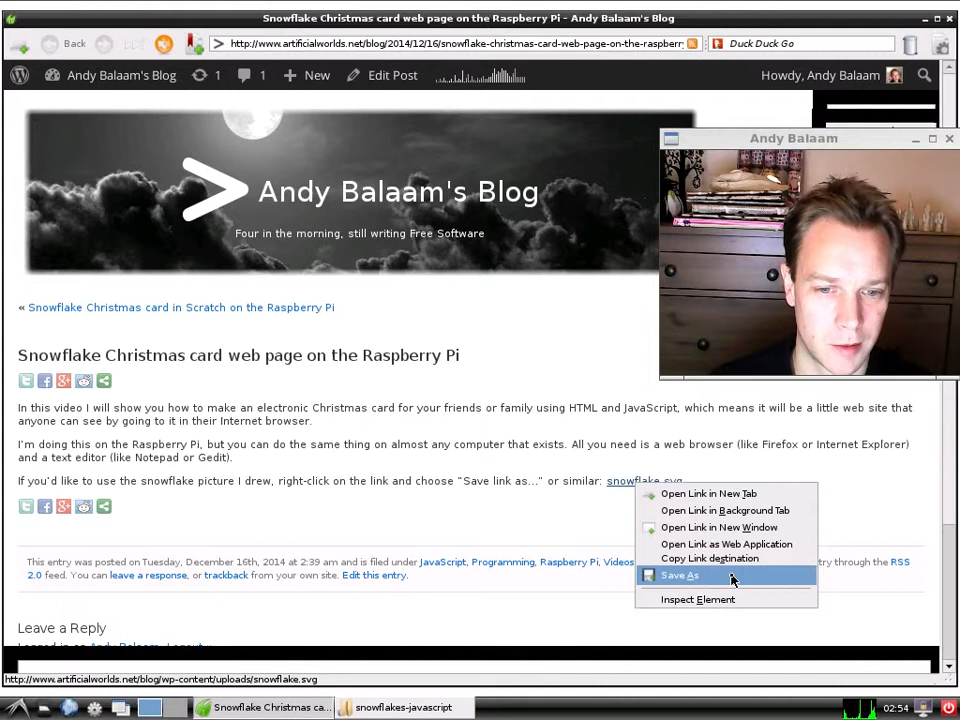 Snowflake Christmas card web page on the Raspberry Pi - Andy Balaam's Blog
Back
http://www.artificialworlds.net/blog/2014/12/16/snowflake-christmas-card-web-page-on-the-raspberry
Duck Duck Go
Andy Balaam's Blog
1
1
New
Edit Post
Howdy, Andy Balaam
Andy Balaam
> Andy Balaam's Blog
Four in the morning, still writing Free Software
« Snowflake Christmas card in Scratch on the Raspberry Pi
Snowflake Christmas card web page on the Raspberry Pi
In this video I will show you how to make an electronic Christmas card for your friends or family using HTML and JavaScript, which means it will be a little web site that
anyone can see by going to it in their Internet browser.
I'm doing this on the Raspberry Pi, but you can do the same thing on almost any computer that exists. All you need is a web browser (like Firefox or Internet Explorer)
and a text editor (like Notepad or Gedit).
If you'd like to use the snowflake picture I drew, right-click on the link and choose "Save link as..." or similar: snowflake.svg
Open Link in New Tab
Open Link in Background Tab
Open Link in New Window
Open Link as Web Application
Copy Link destination
Save As
Inspect Element
This entry was posted on Tuesday, December 16th, 2014 at 2:39 am and is filed under JavaScript, Programming, Raspberry Pi, Videos
try through the RSS
2.0 feed. You can leave a response, or trackback from your own site. Edit this entry.
Leave a Reply
Logged in as Andy Balaam. Logout »
http://www.artificialworlds.net/blog/wp-content/uploads/snowflake.svg
Snowflake Christmas ca...
snowflakes-javascript
02:54